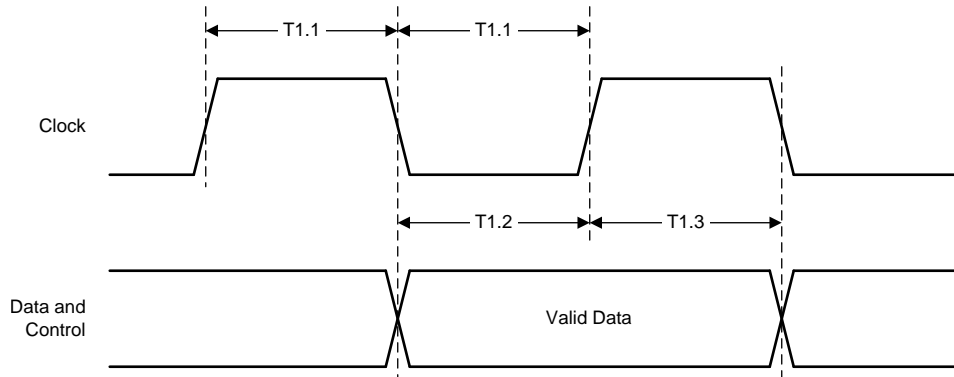 T1.1
T1.1
Clock
T1.2
T1.3
Data and
Control
Valid Data